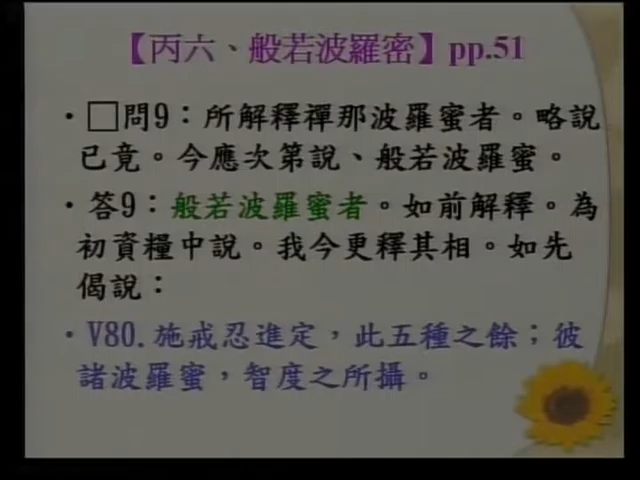 【丙六、般若波羅密】pp.51
・□問9：所解釋禪那波羅蜜者。略說
已竟。今應次第說、般若波羅蜜。
・答9：般若波羅蜜者。如前解釋。為
初資糧中說。我今更釋其相。如先
偈說：
・V80.施戒忍進定，此五種之餘；彼
諸波羅蜜，智度之所攝。